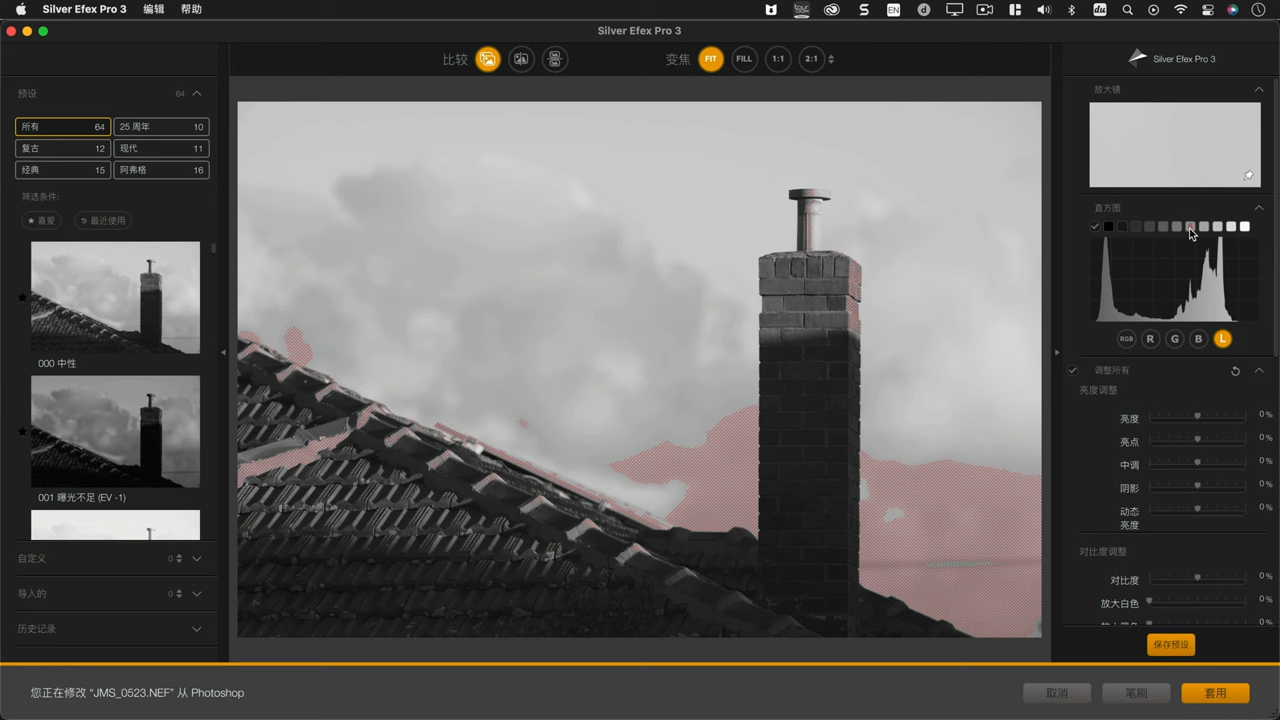 Silver Efex Pro 3 编辑 帮助
EN
Silver Efex Pro 3
比较
变焦 FIT FILL 1:1 2:1
Silver Efex Pro 3
预设 64
所有 64
25 周年 10
复古 12
现代 11
经典 15
阿弗格 16
筛选条件:
喜爱
最近使用
000 中性
001 曝光不足 (EV -1)
自定义 0
导入的 0
历史记录
放大镜
直方图
RGB R G B L
调整所有
亮度调整
亮度 0 %
亮点 0 %
中调 0 %
阴影 0 %
动态 0 %
亮度
对比度调整
对比度 0 %
放大白色 0 %
保存预设
您正在修改 “JMS_0523.NEF” 从 Photoshop
取消
笔刷
套用